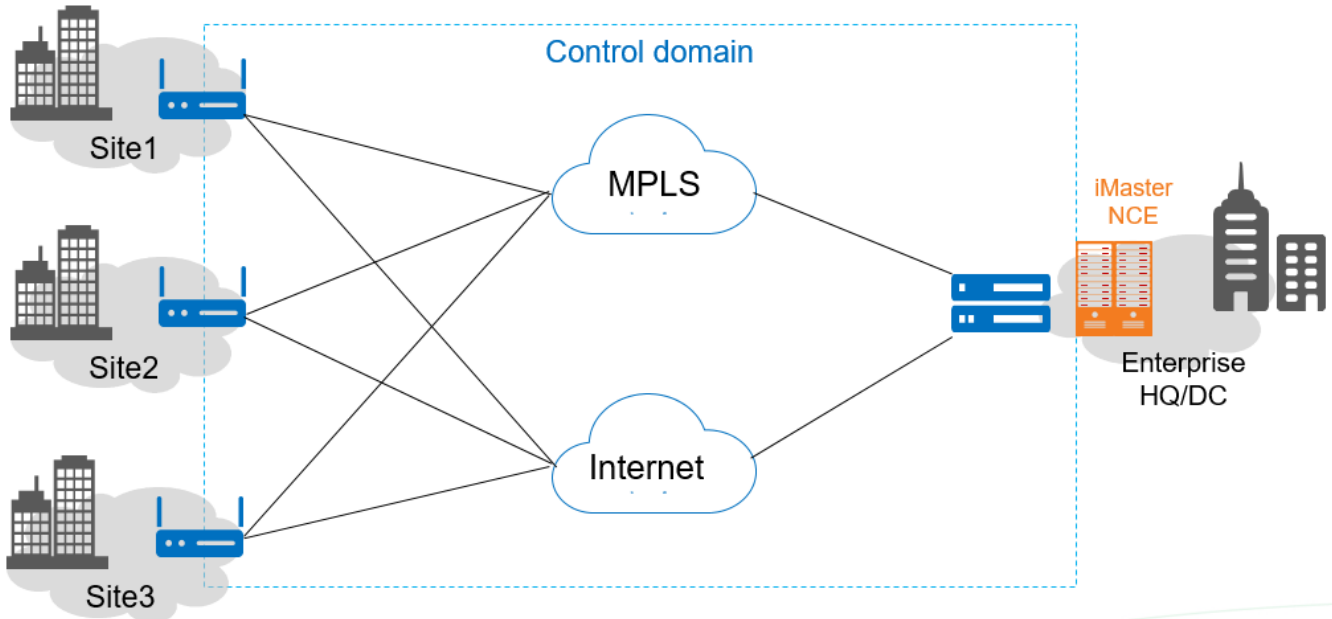 Control domain
Site1
MPLS
iMaster
NCE
Site2
Enterprise
HQ/DC
Internet
Site3